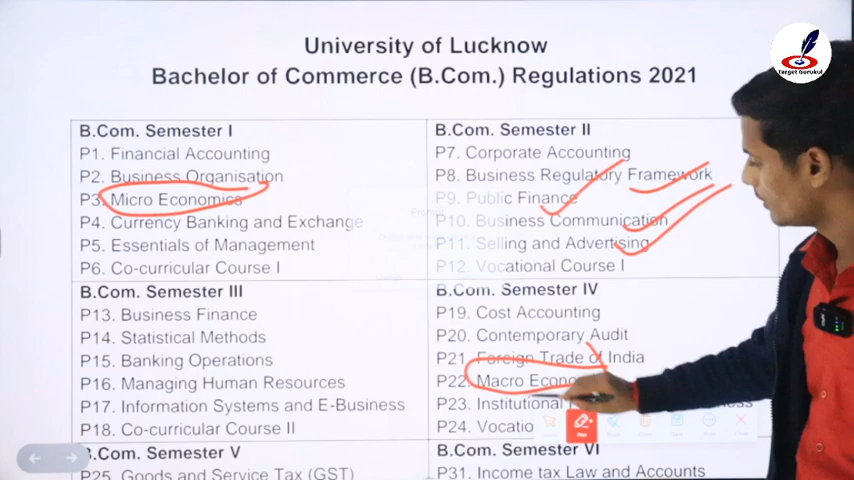 University of Lucknow
Bachelor of Commerce (B.Com.) Regulations 2021
Target Gurukul
B.Com. Semester I
P1. Financial Accounting
P2. Business Organisation
P3. Micro Economics
P4. Currency Banking and Exchange
P5. Essentials of Management
P6. Co-curricular Course I
B.Com. Semester II
P7. Corporate Accounting
P8. Business Regulatory Framework
P9. Public Finance
P10. Business Communication
P11. Selling and Advertising
P12. Vocational Course I
B.Com. Semester III
P13. Business Finance
P14. Statistical Methods
P15. Banking Operations
P16. Managing Human Resources
P17. Information Systems and E-Business
P18. Co-curricular Course II
B.Com. Semester IV
P19. Cost Accounting
P20. Contemporary Audit
P21. Foreign Trade of India
P22. Macro Econo
P23. Institutional
P24. Vocatio
Pen
B.Com. Semester V
P25. Goods and Service Tax (GST)
B.Com. Semester VI
P31. Income tax Law and Accounts